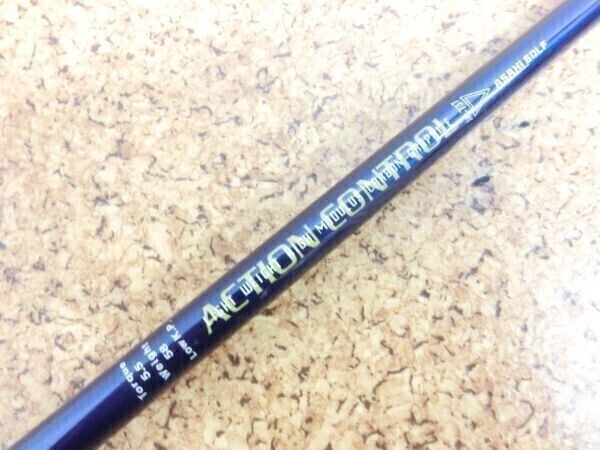 Torque
5.5
Weight
58
Low K.P
ACTION CONTROL
ASAHI GOLF